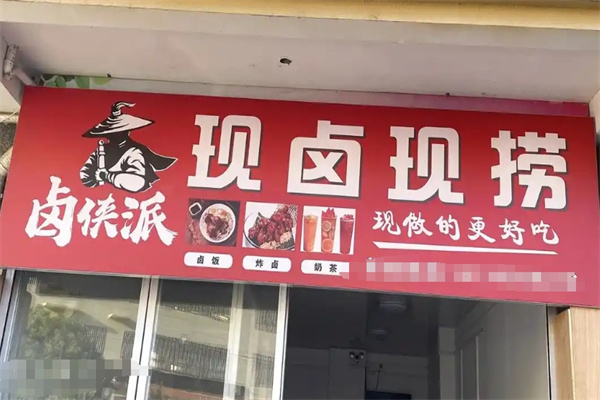 卤侠派
现卤现捞
现做的更好吃
卤饭
炸卤
奶茶